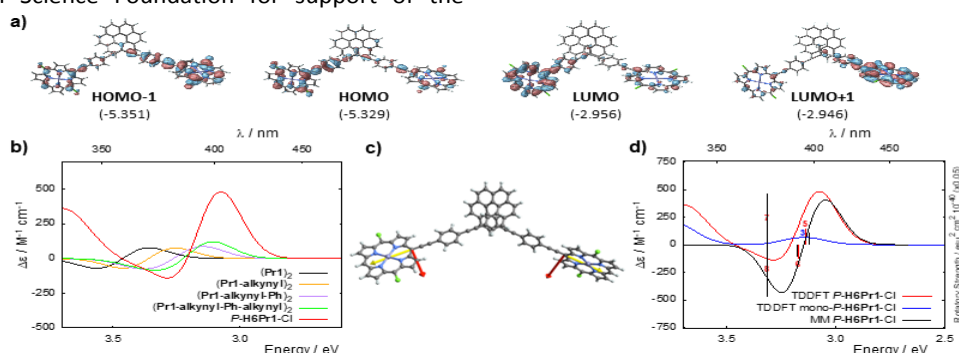 Science Foundation for support of the
a)
HOMO-1
(-5.351)
HOMO
(-5.329)
LUMO
(-2.956)
LUMO+1
(-2.946)
b)
λ / nm
350 400 450
500
250
0
-250
-500
Δε / M⁻¹ cm⁻¹
(Pr1)₂
(Pr1-alkynyl)₂
(Pr1-alkynyl-Ph)₂
(Pr1-alkynyl-Ph-alkynyl)₂
P-H6Pr1-Cl
3.5 3.0
Energy / eV
c)
d)
λ / nm
350 400 450
750
500
250
0
-250
-500
-750
Δε / M⁻¹ cm⁻¹
TDDFT P-H6Pr1-Cl
TDDFT mono-P-H6Pr1-Cl
MM P-H6Pr1-Cl
3.5 3.0 2.5
Energy / eV